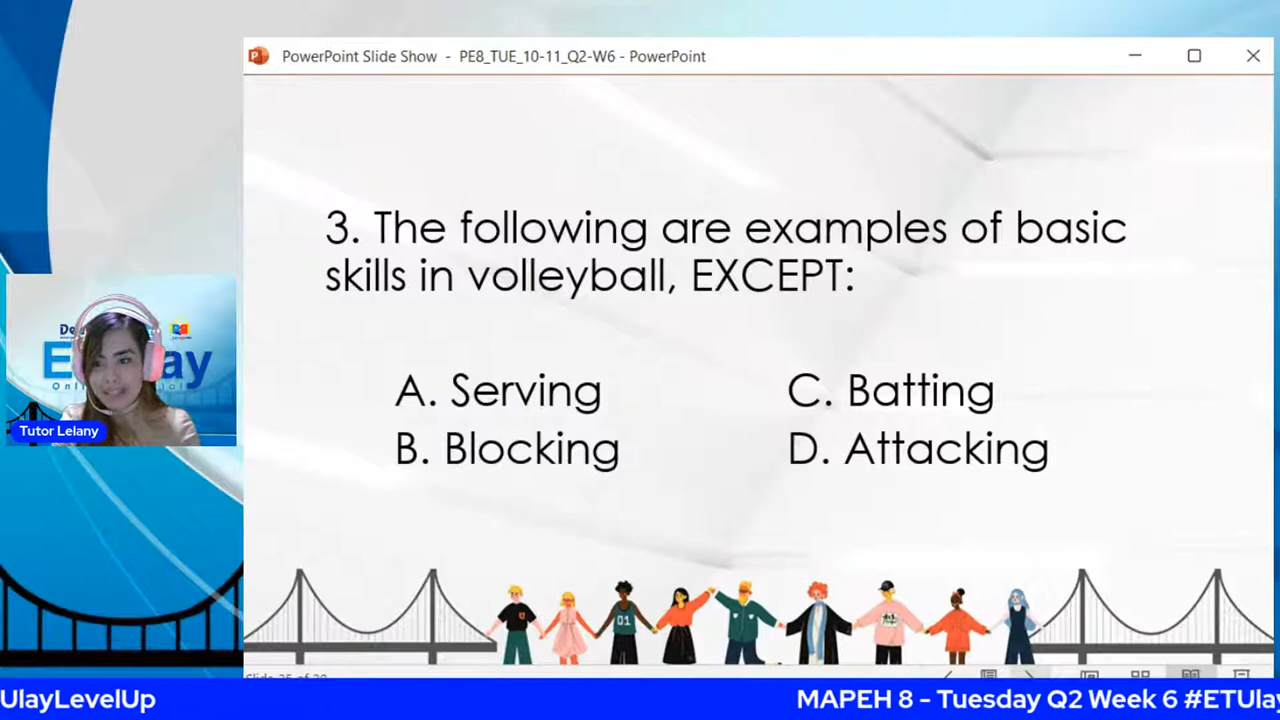 PowerPoint Slide Show - PE8_TUE_10-11_Q2-W6 - PowerPoint
3. The following are examples of basic
skills in volleyball, EXCEPT:
A. Serving
B. Blocking
C. Batting
D. Attacking
01
Tutor Lelany
UlayLevelUp
MAPEH 8 - Tuesday Q2 Week 6 #ETUlay